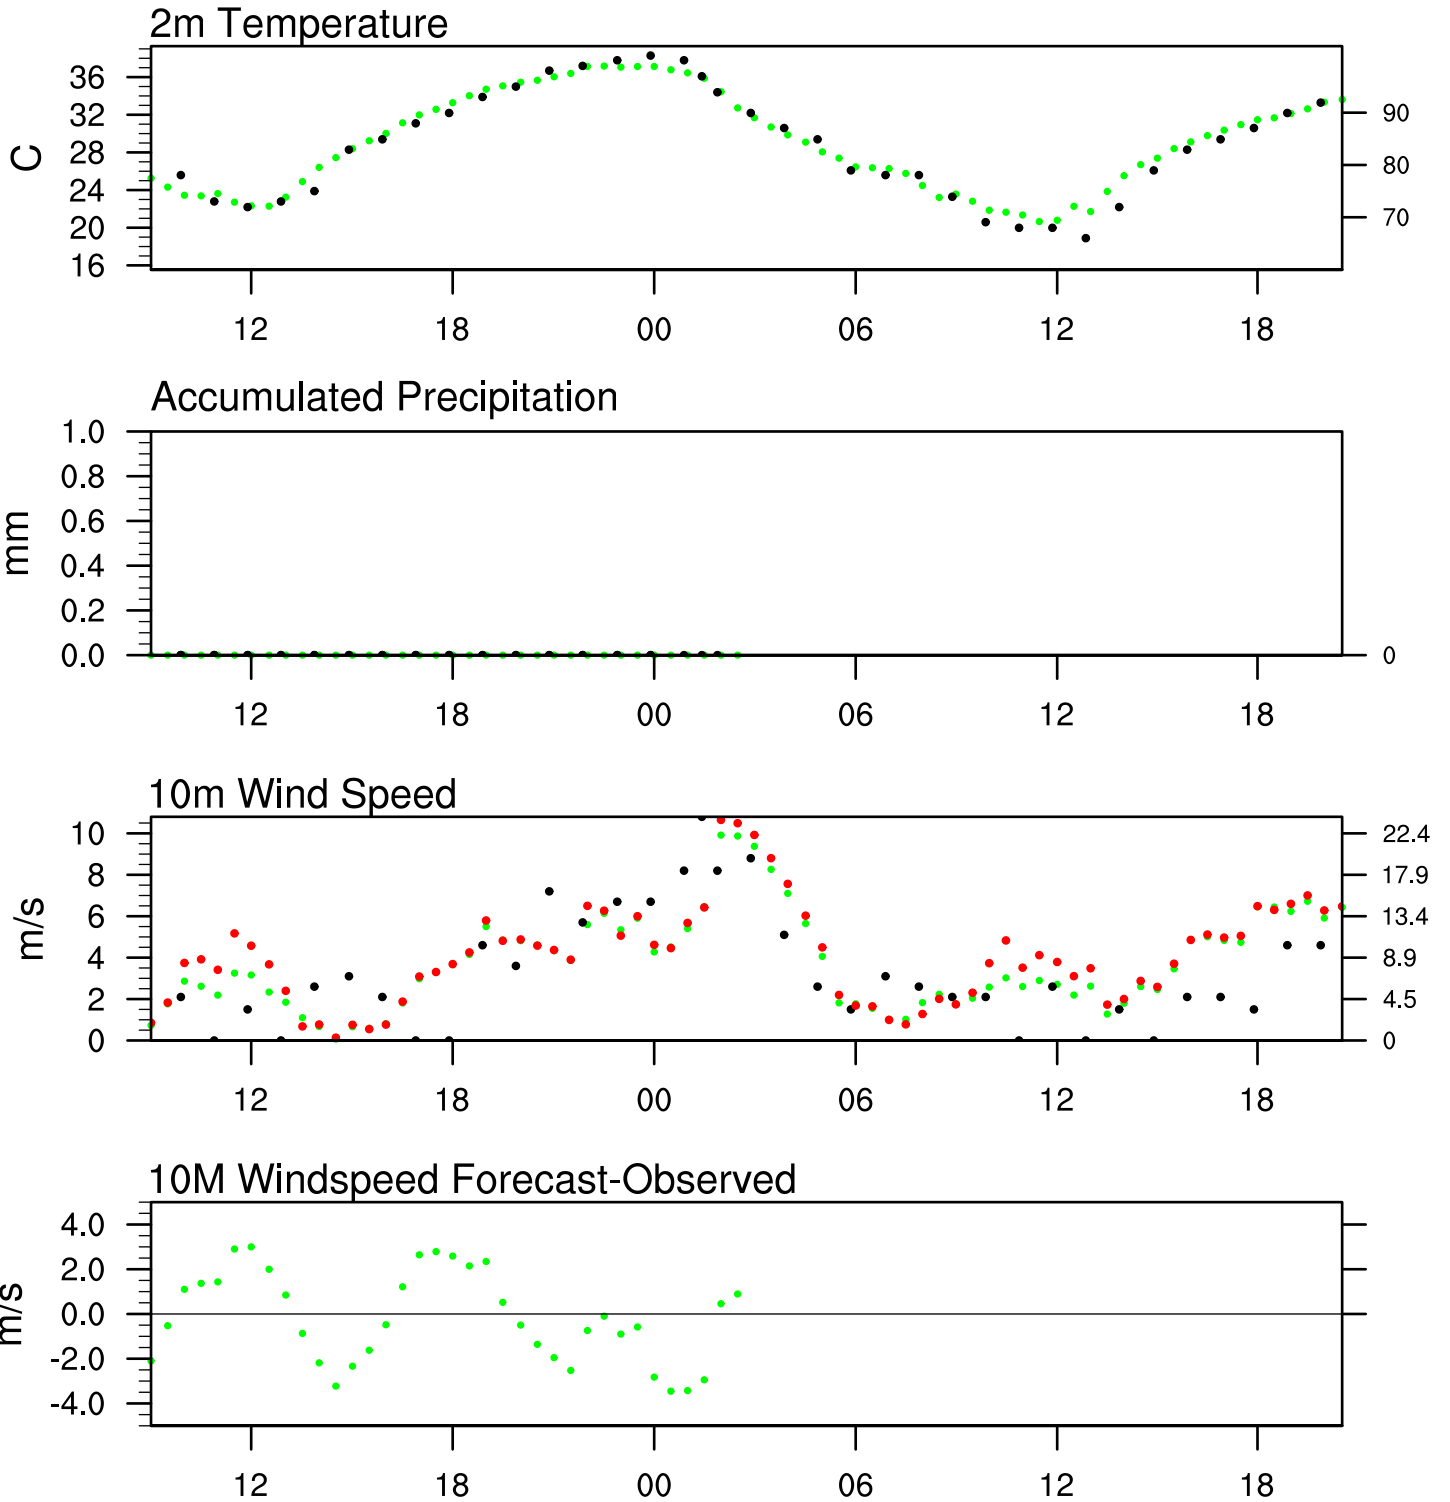 2m Temperature
C
36
32
28
24
20
16
90
80
70
12 18 00 06 12 18
Accumulated Precipitation
mm
1.0
0.8
0.6
0.4
0.2
0.0
0
12 18 00 06 12 18
10m Wind Speed
m/s
10
8
6
4
2
0
22.4
17.9
13.4
8.9
4.5
0
12 18 00 06 12 18
10M Windspeed Forecast-Observed
m/s
4.0
2.0
0.0
-2.0
-4.0
12 18 00 06 12 18